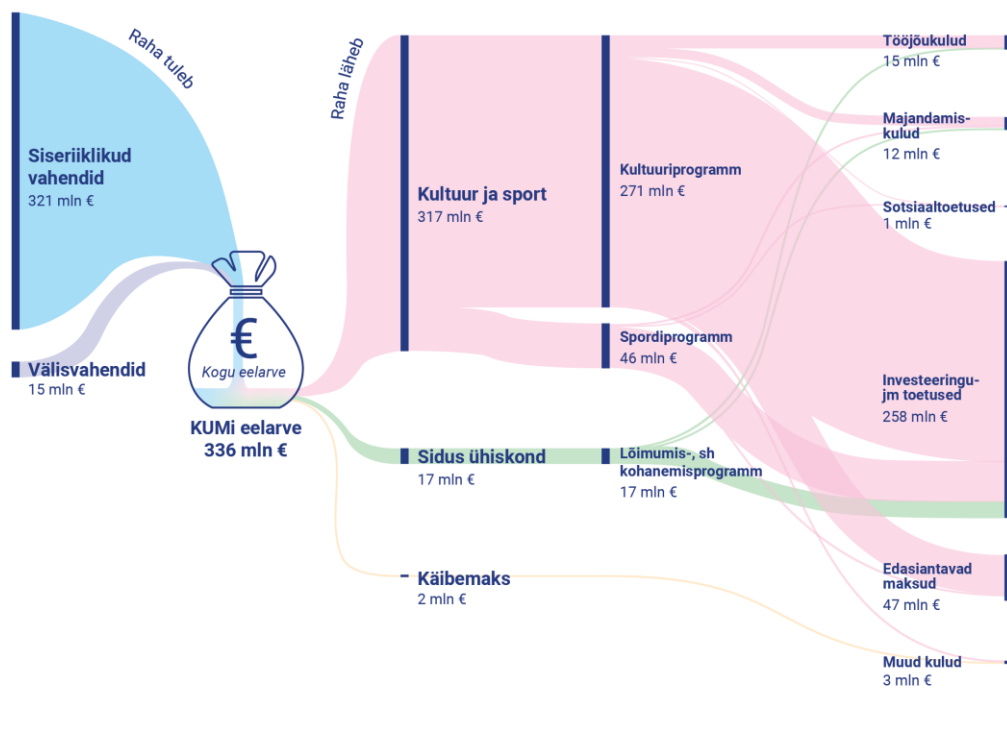 Raha tuleb
Siseriiklikud
vahendid
321 mln €
Välisvahendid
15 mln €
€
Kogu eelarve
KUMi eelarve
336 mln €
Raha läheb
Kultuur ja sport
317 mln €
Sidus ühiskond
17 mln €
Käibemaks
2 mln €
Kultuuriprogramm
271 mln €
Spordiprogramm
46 mln €
Lõimumis-, sh
kohanemisprogramm
17 mln €
Tööjõukulud
15 mln €
Majandamis-
kulud
12 mln €
Sotsiaaltoetused
1 mln €
Investeeringu-
jm toetused
258 mln €
Edasiantavad
maksud
47 mln €
Muud kulud
3 mln €